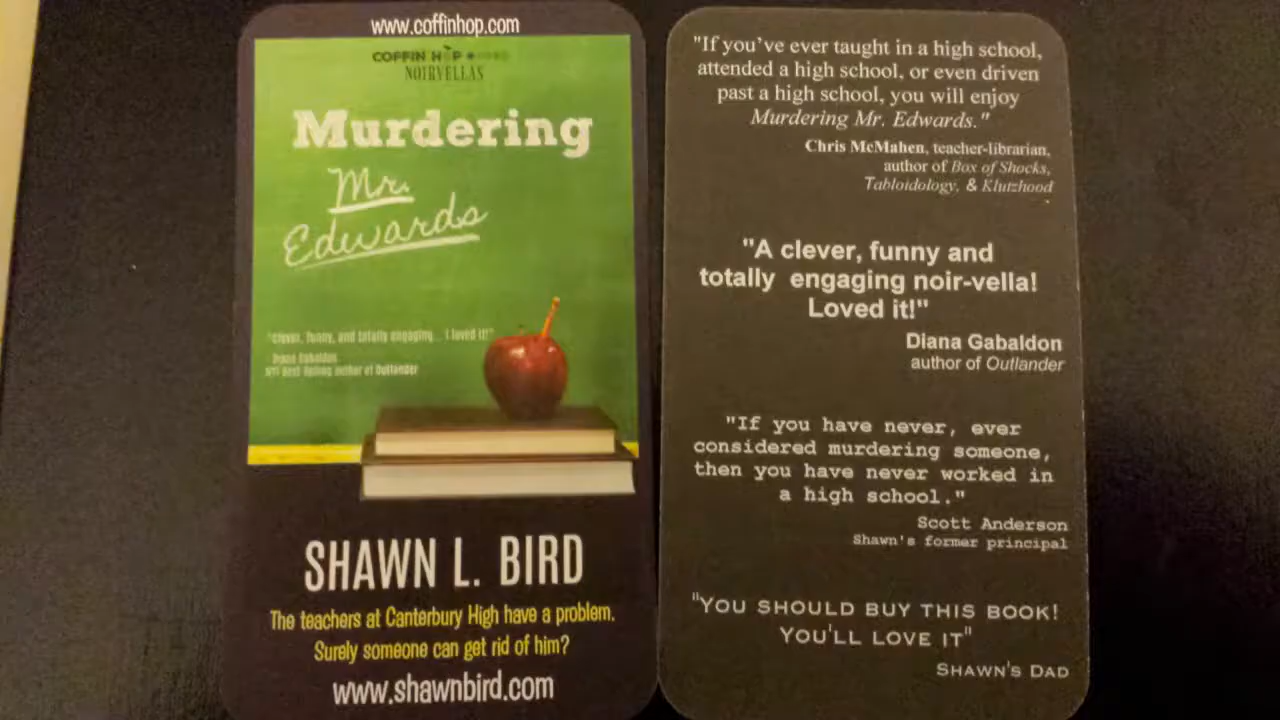 www.coffinhop.com
COFFIN HOP
NOIRVELLAS
Murdering
Mr.
Edwards
"clever, funny, and totally engaging... I loved it!"
Diana Gabaldon
NYT Best Selling author of Outlander
SHAWN L. BIRD
The teachers at Canterbury High have a problem.
Surely someone can get rid of him?
www.shawnbird.com
"If you've ever taught in a high school,
attended a high school, or even driven
past a high school, you will enjoy
Murdering Mr. Edwards."
Chris McMahen, teacher-librarian,
author of Box of Shocks,
Tabloidology, & Klutzhood
"A clever, funny and
totally engaging noir-vella!
Loved it!"
Diana Gabaldon
author of Outlander
"If you have never, ever
considered murdering someone,
then you have never worked in
a high school."
Scott Anderson
Shawn's former principal
"YOU SHOULD BUY THIS BOOK!
YOU'LL LOVE IT"
SHAWN'S DAD